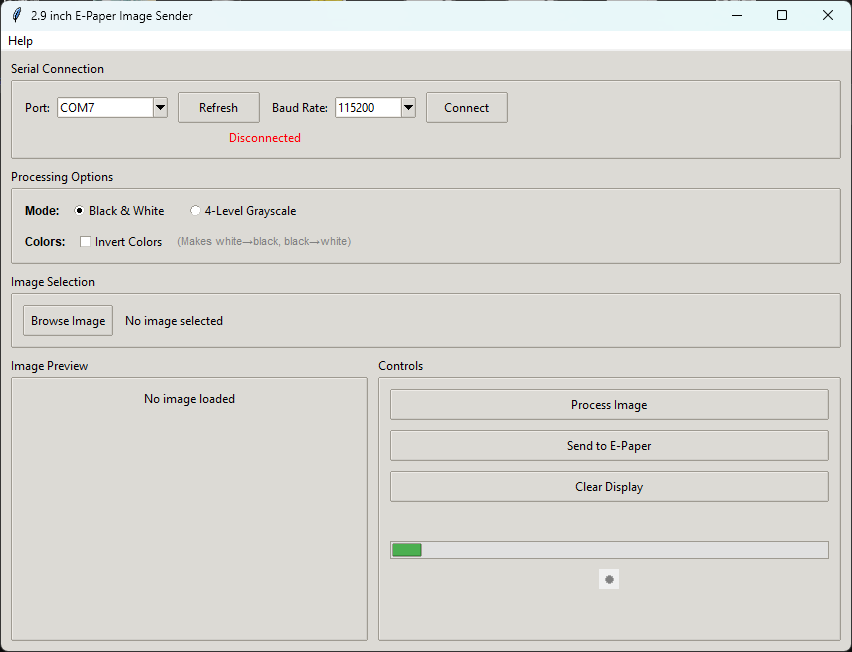 2.9 inch E-Paper Image Sender
Help
Serial Connection
Port: COM7 Refresh Baud Rate: 115200 Connect
Disconnected
Processing Options
Mode: Black & White 4-Level Grayscale
Colors: Invert Colors (Makes white→black, black→white)
Image Selection
Browse Image No image selected
Image Preview Controls
No image loaded Process Image
Send to E-Paper
Clear Display